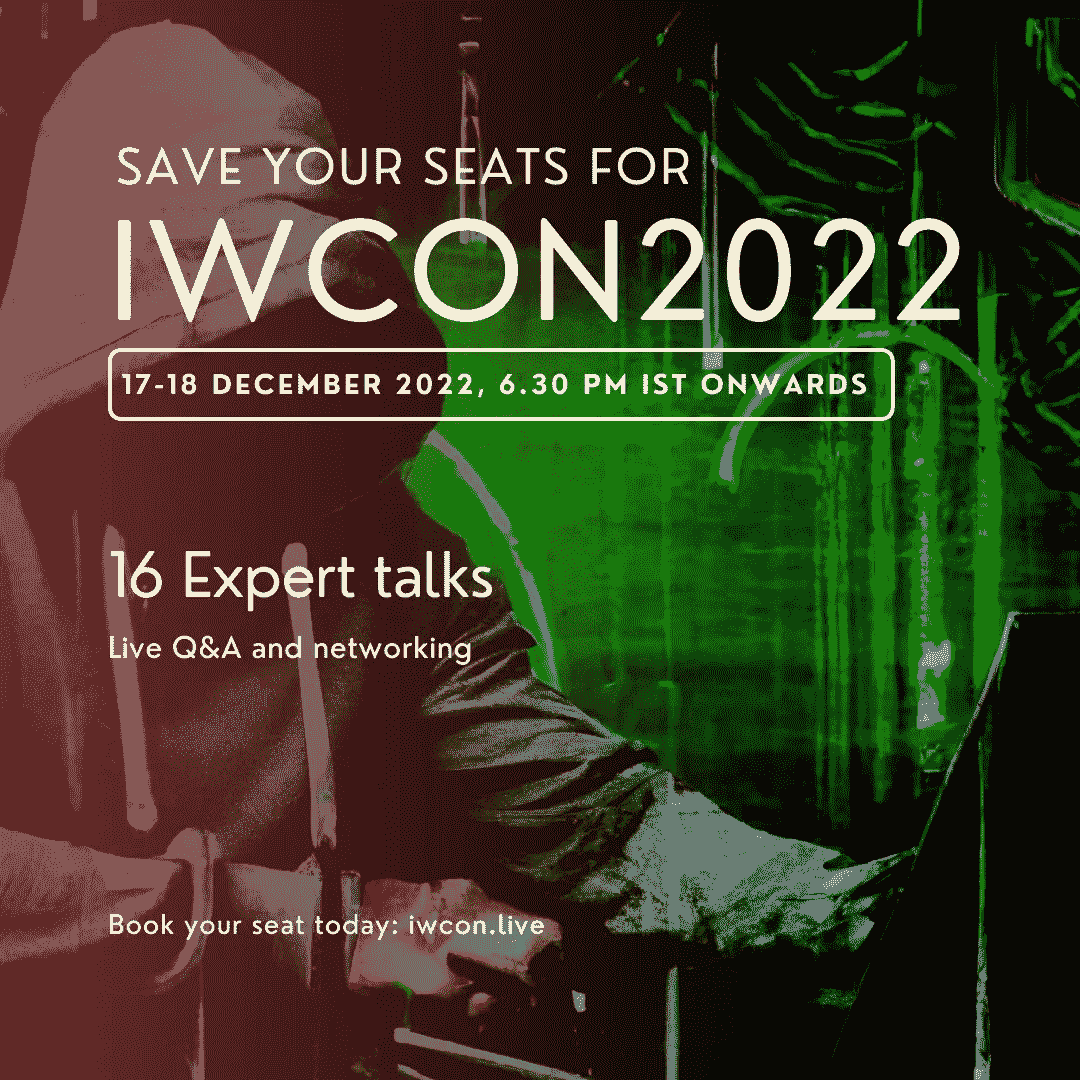 SAVE YOUR SEATS FOR
IWCON2022
17-18 DECEMBER 2022, 6.30 PM IST ONWARDS
16 Expert talks
Live Q&A and networking
Book your seat today: iwcon.live